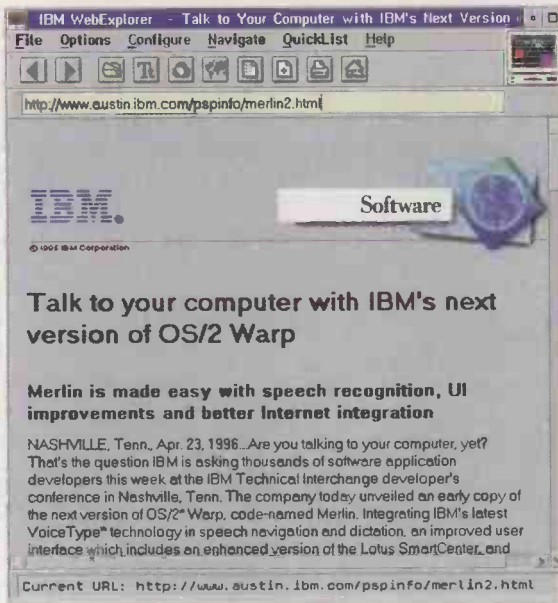 IBM WebExplorer - Talk to Your Computer with IBM's Next Version
File Options Configure Navigate QuickList Help
http://www.austin.ibm.com/pspinfo/merlin2.html
IBM.
Software
© 1995 IBM Corporation
Talk to your computer with IBM's next
version of OS/2 Warp
Merlin is made easy with speech recognition, UI
improvements and better Internet integration
NASHVILLE, Tenn., Apr. 23, 1996...Are you talking to your computer, yet?
That's the question IBM is asking thousands of software application
developers this week at the IBM Technical Interchange developer's
conference in Nashville, Tenn. The company today unveiled an early copy of
the next version of OS/2* Warp, code-named Merlin. Integrating IBM's latest
VoiceType* technology in speech navigation and dictation, an improved user
interface which includes an enhanced version of the Lotus SmartCenter, and
Current URL: http://www.austin.ibm.com/pspinfo/merlin2.html